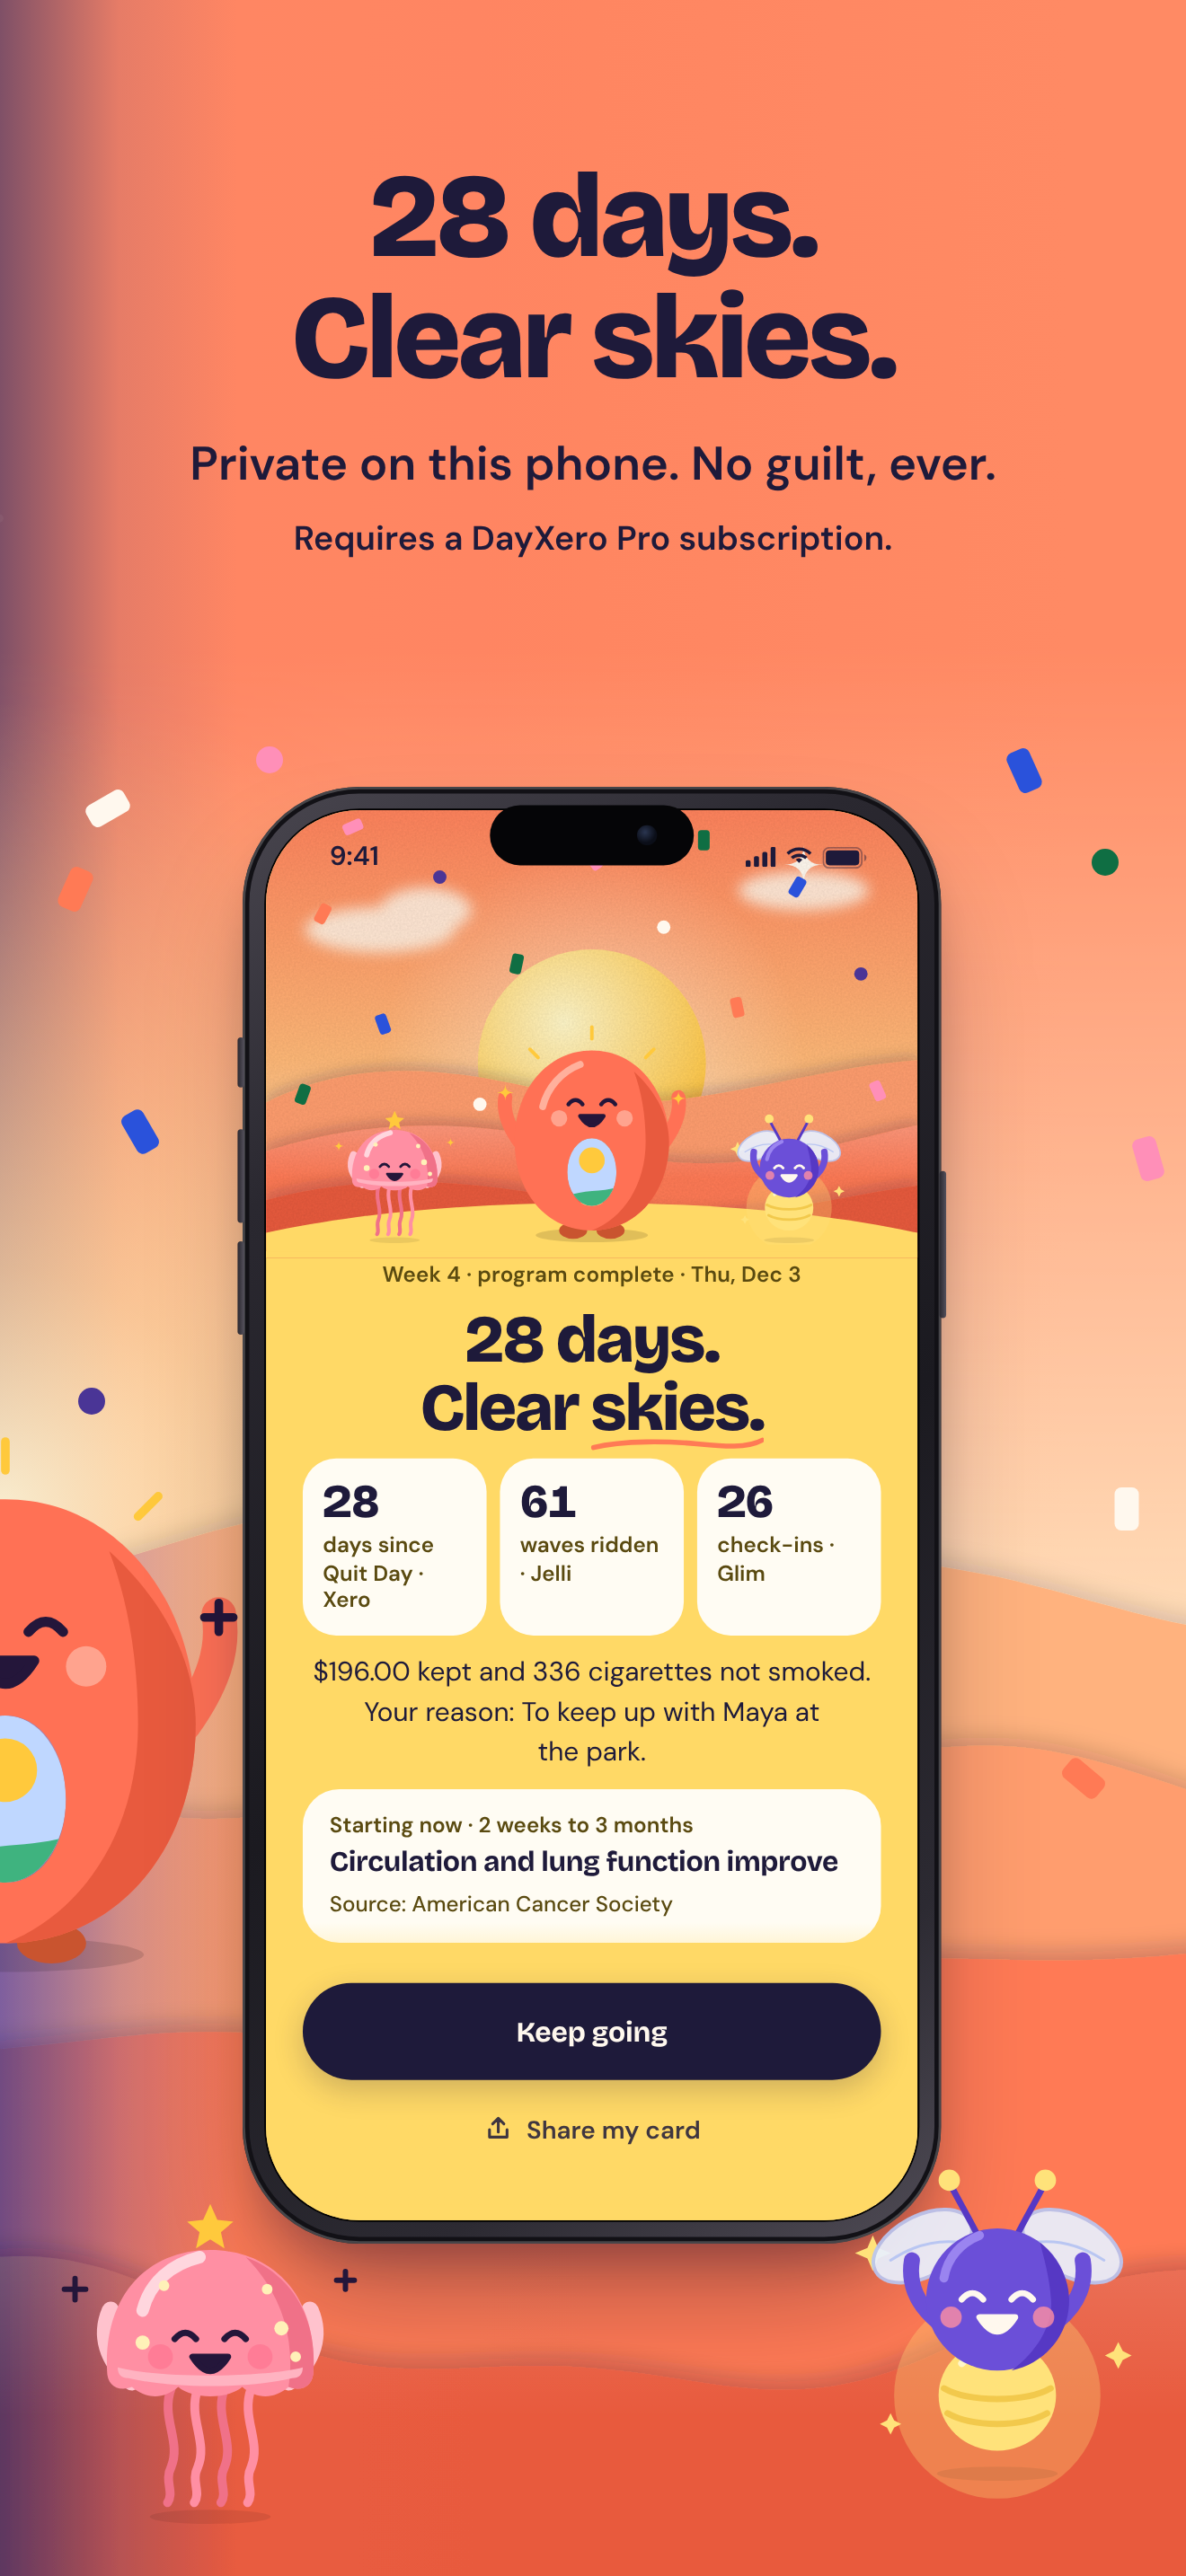 28 days.
Clear skies.
Private on this phone. No guilt, ever.
Requires a DayXero Pro subscription.
9:41
Week 4 · program complete · Thu, Dec 3
28 days.
Clear skies.
28
days since
Quit Day ·
Xero
61
waves ridden
· Jelli
26
check-ins ·
Glim
$196.00 kept and 336 cigarettes not smoked.
Your reason: To keep up with Maya at
the park.
Starting now · 2 weeks to 3 months
Circulation and lung function improve
Source: American Cancer Society
Keep going
Share my card